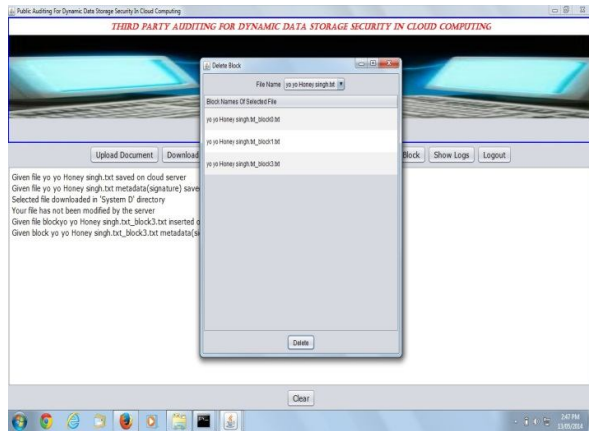 Public Auditing For Dynamic Data Storage Security In Cloud Computing
THIRD PARTY AUDITING FOR DYNAMIC DATA STORAGE SECURITY IN CLOUD COMPUTING
Delete Block
File Name yo yo Honey singh.txt
Block Names Of Selected File
yo yo Honey singh.txt_block0.txt
yo yo Honey singh.txt_block1.txt
yo yo Honey singh.txt_block3.txt
Delete
Upload Document Download Block Show Logs Logout
Given file yo yo Honey singh.txt saved on cloud server
Given file yo yo Honey singh.txt metadata(signature) save
Selected file downloaded in 'System D' directory
Your file has not been modified by the server
Given file blockyo yo Honey singh.txt_block3.txt inserted o
Given block yo yo Honey singh.txt_block3.txt metadata(si
Clear
2:47 PM
13/05/2014